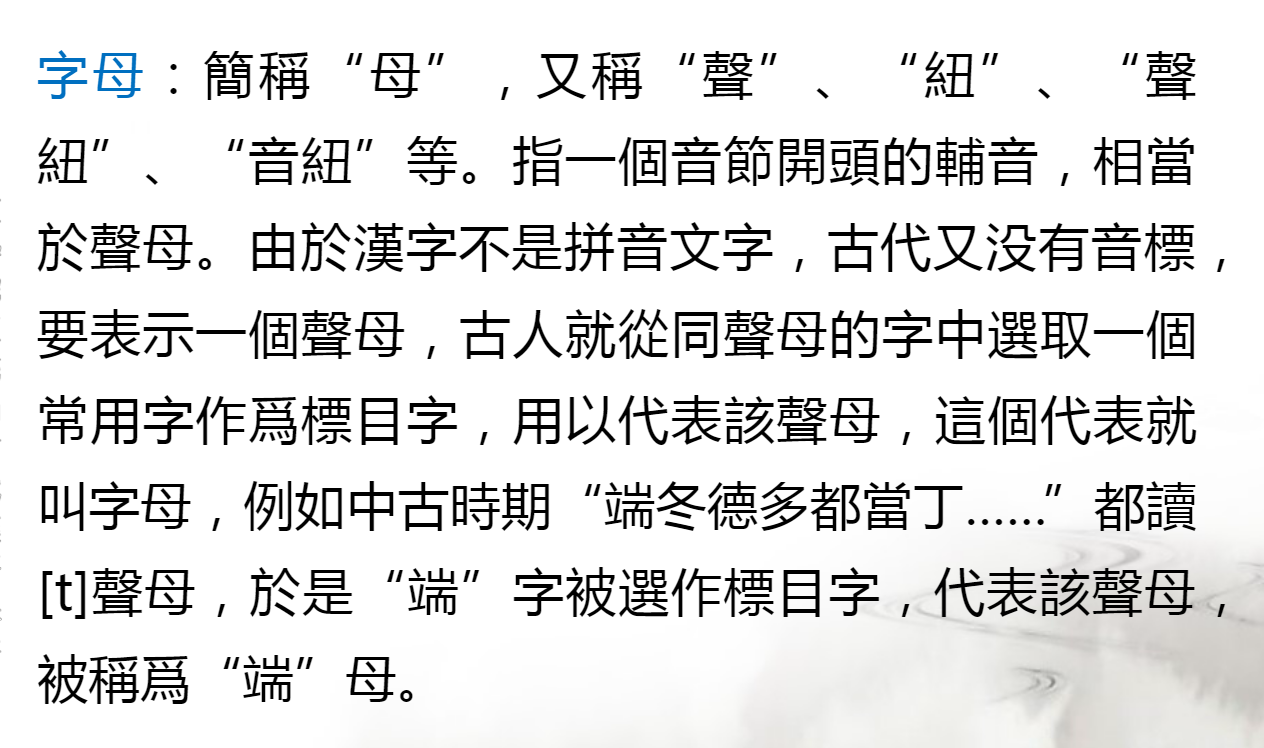 字母：簡稱“母”，又稱“聲”、“紐”、“聲
紐”、“音紐”等。指一個音節開頭的輔音，相當
於聲母。由於漢字不是拼音文字，古代又没有音標，
要表示一個聲母，古人就從同聲母的字中選取一個
常用字作爲標目字，用以代表該聲母，這個代表就
叫字母，例如中古時期“端冬德多都當丁……”都讀
[t]聲母，於是“端”字被選作標目字，代表該聲母，
被稱爲“端”母。